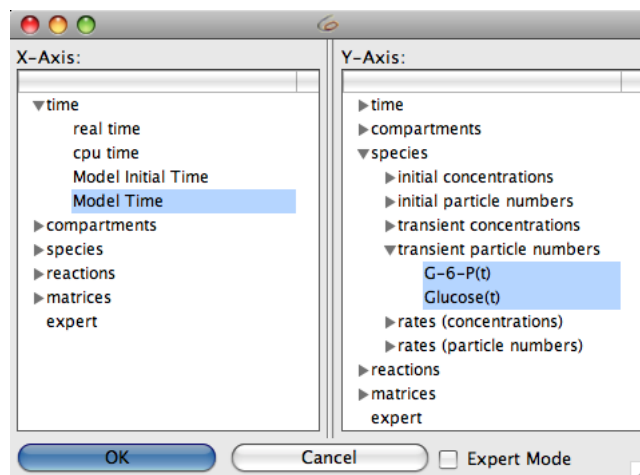 X-Axis:
time
real time
cpu time
Model Initial Time
Model Time
compartments
species
reactions
matrices
expert
Y-Axis:
time
compartments
species
initial concentrations
initial particle numbers
transient concentrations
transient particle numbers
G-6-P(t)
Glucose(t)
rates (concentrations)
rates (particle numbers)
reactions
matrices
expert
OK
Cancel
Expert Mode